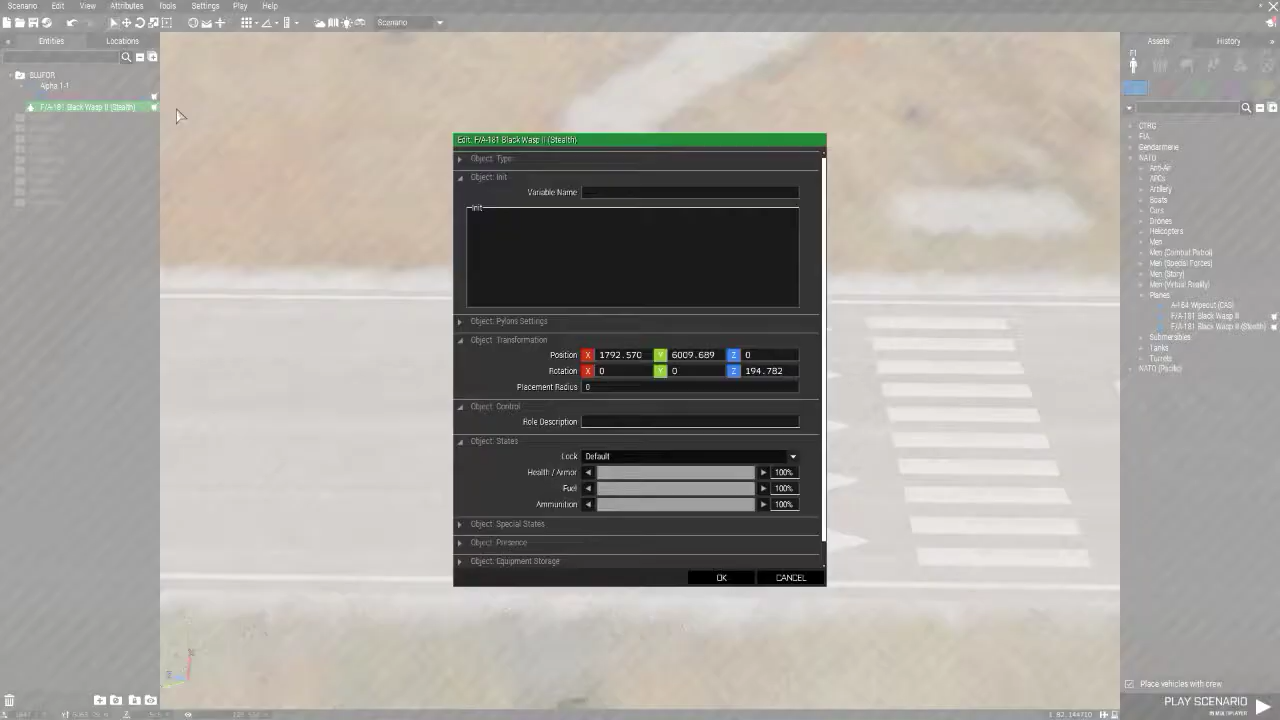 Scenario Edit View Attributes Tools Settings Play Help
Scenario
Entities Locations
BLUFOR
Alpha 1-1
F/A-181 Black Wasp II (Stealth)
Edit: F/A-181 Black Wasp II (Stealth)
Object: Type
Object: Init
Variable Name
Init
Object: Pylons Settings
Object: Transformation
Position X 1792.570 Y 6009.689 Z 0
Rotation X 0 Y 0 Z 194.782
Placement Radius 0
Object: Control
Role Description
Object: States
Lock Default
Health / Armor 100%
Fuel 100%
Ammunition 100%
Object: Special States
Object: Presence
Object: Equipment Storage
OK CANCEL
Assets History
F1
CTRG
FIA
Gendarmerie
NATO
Anti-Air
APCs
Artillery
Boats
Cars
Drones
Helicopters
Men
Men (Combat Patrol)
Men (Special Forces)
Men (Story)
Men (Virtual Reality)
Planes
A-164 Wipeout (CAS)
F/A-181 Black Wasp II
F/A-181 Black Wasp II (Stealth)
Submersibles
Tanks
Turrets
NATO (Pacific)
Place vehicles with crew
PLAY SCENARIO
IN MULTIPLAYER